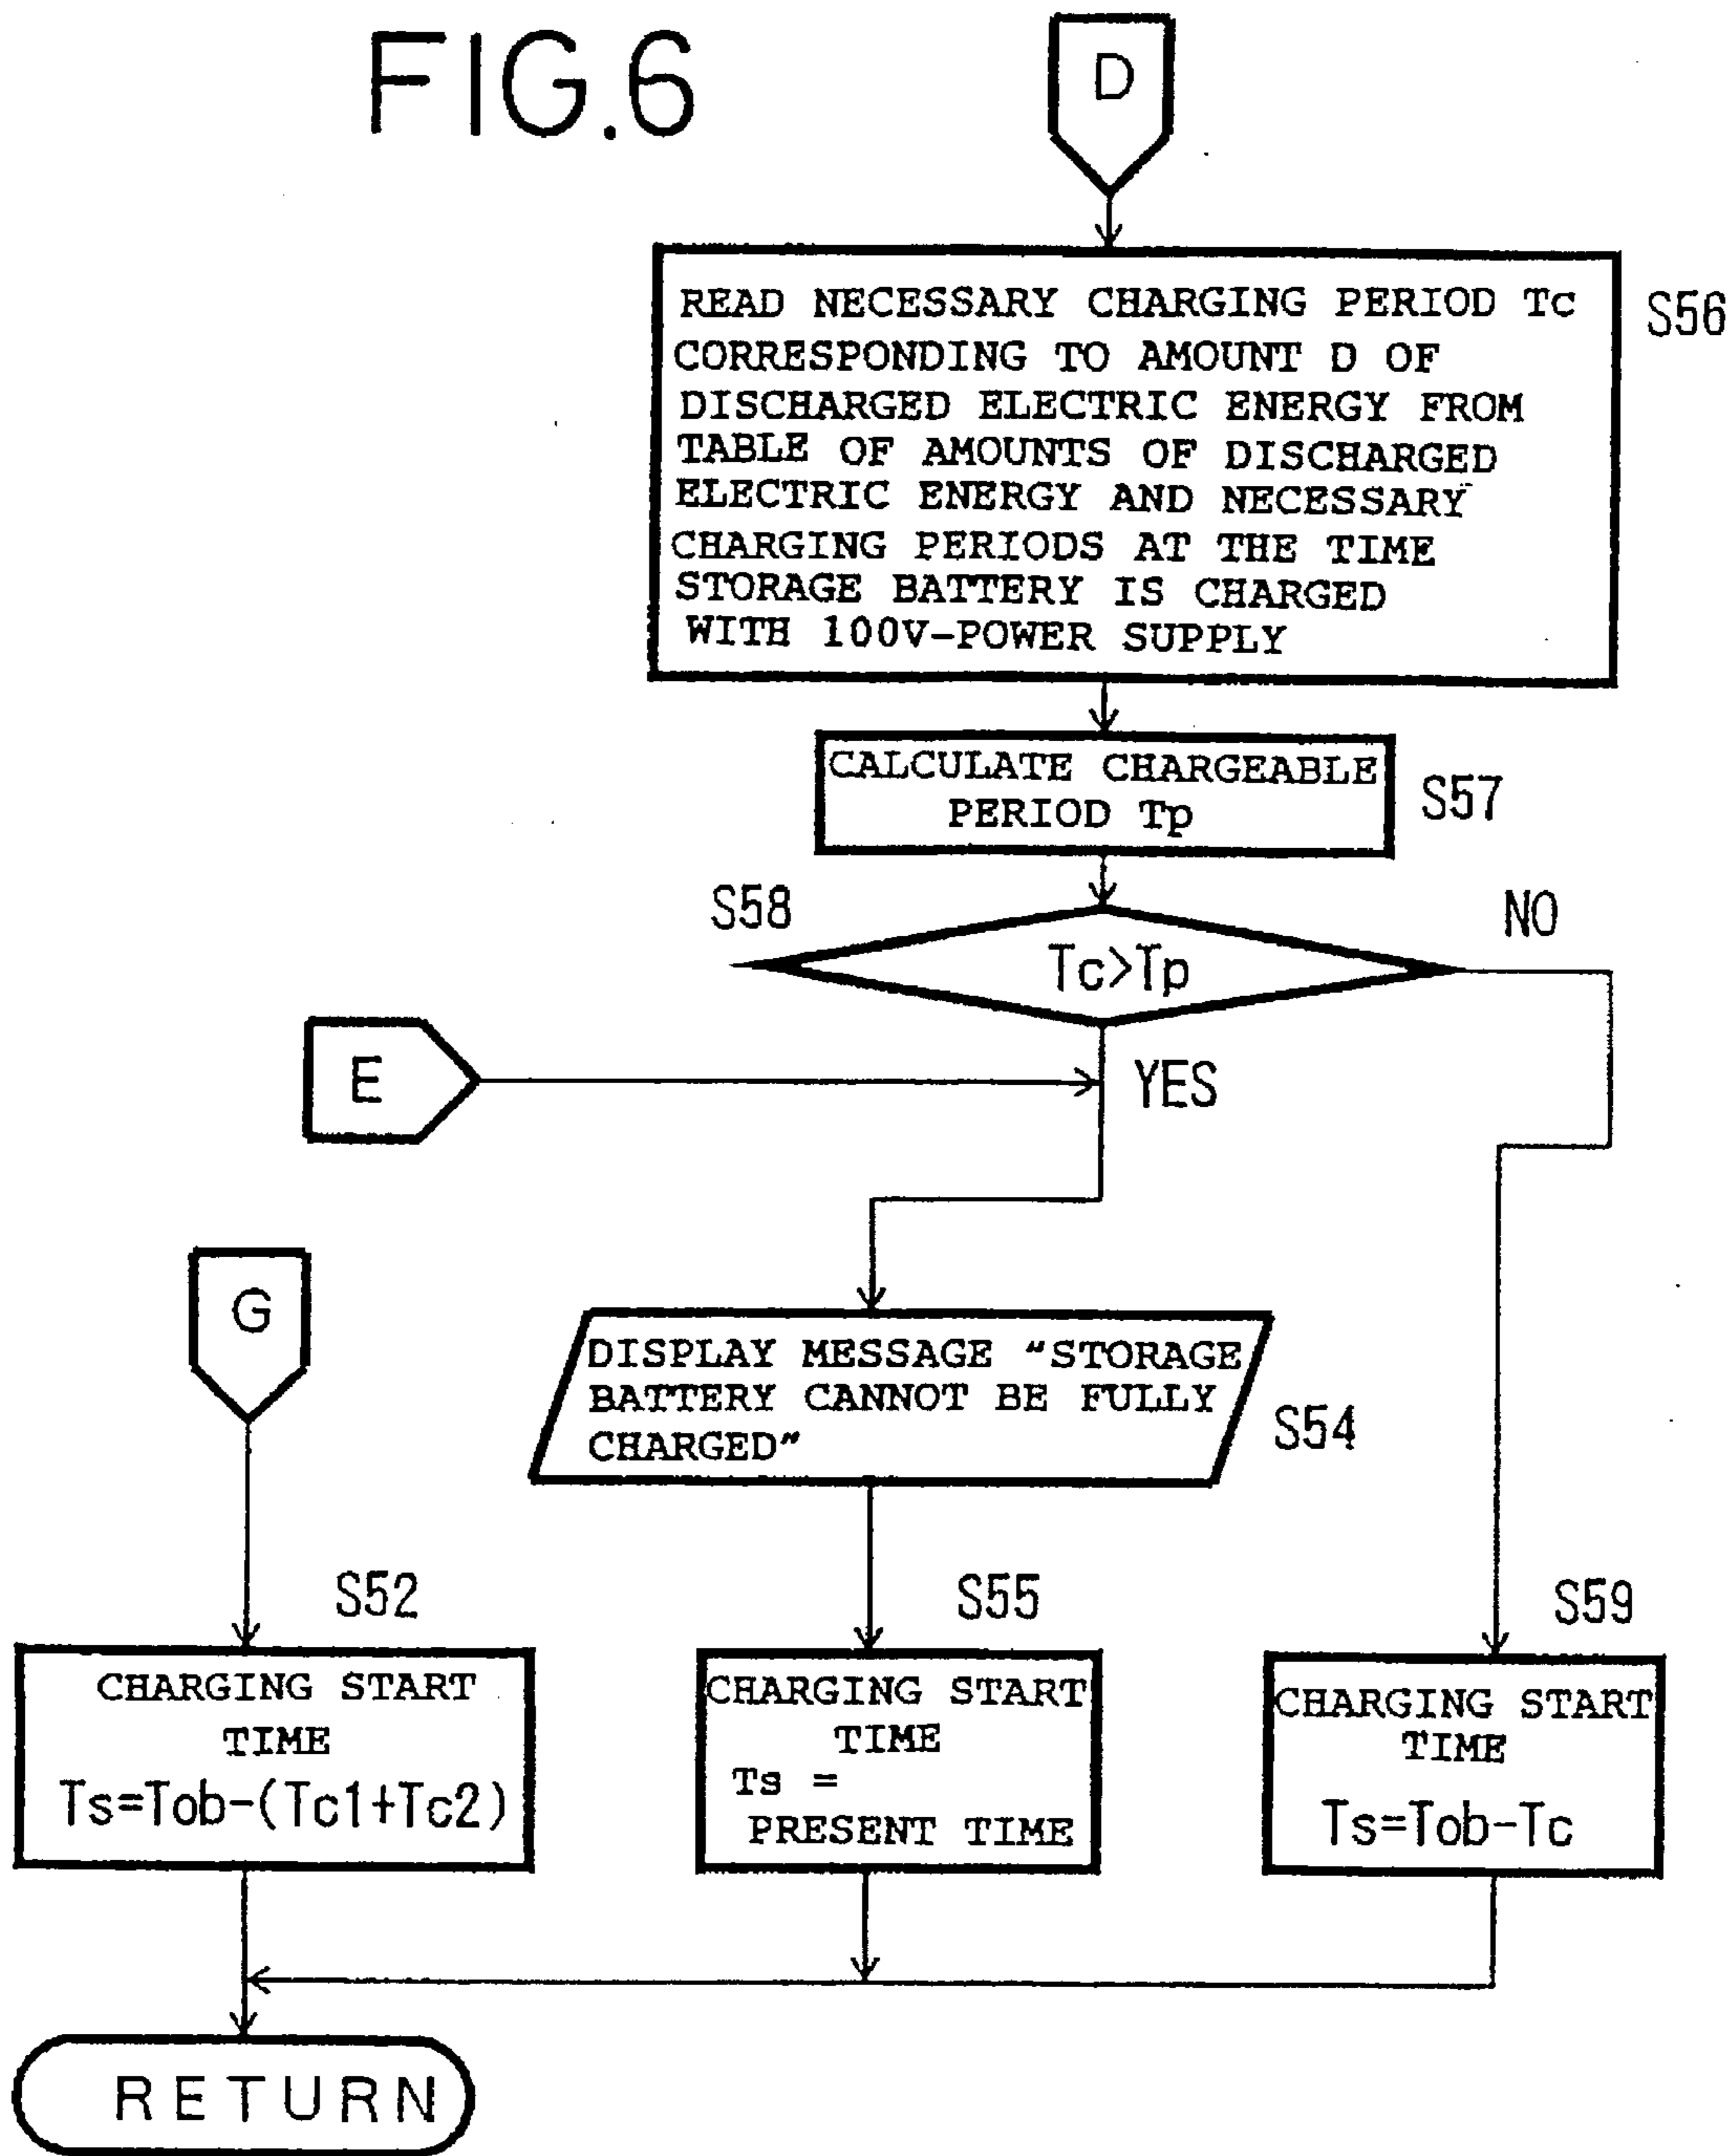 FIG.6
D
READ NECESSARY CHARGING PERIOD Tc
CORRESPONDING TO AMOUNT D OF
DISCHARGED ELECTRIC ENERGY FROM
TABLE OF AMOUNTS OF DISCHARGED
ELECTRIC ENERGY AND NECESSARY
CHARGING PERIODS AT THE TIME
STORAGE BATTERY IS CHARGED
WITH 100V-POWER SUPPLY
S56
CALCULATE CHARGEABLE
PERIOD Tp
S57
S58
Tc>Tp
NO
E
YES
G
DISPLAY MESSAGE "STORAGE
BATTERY CANNOT BE FULLY
CHARGED"
S54
S52
CHARGING START
TIME
Ts=Tob-(Tc1+Tc2)
S55
CHARGING START
TIME
Ts =
PRESENT TIME
S59
CHARGING START
TIME
Ts=Tob-Tc
RETURN